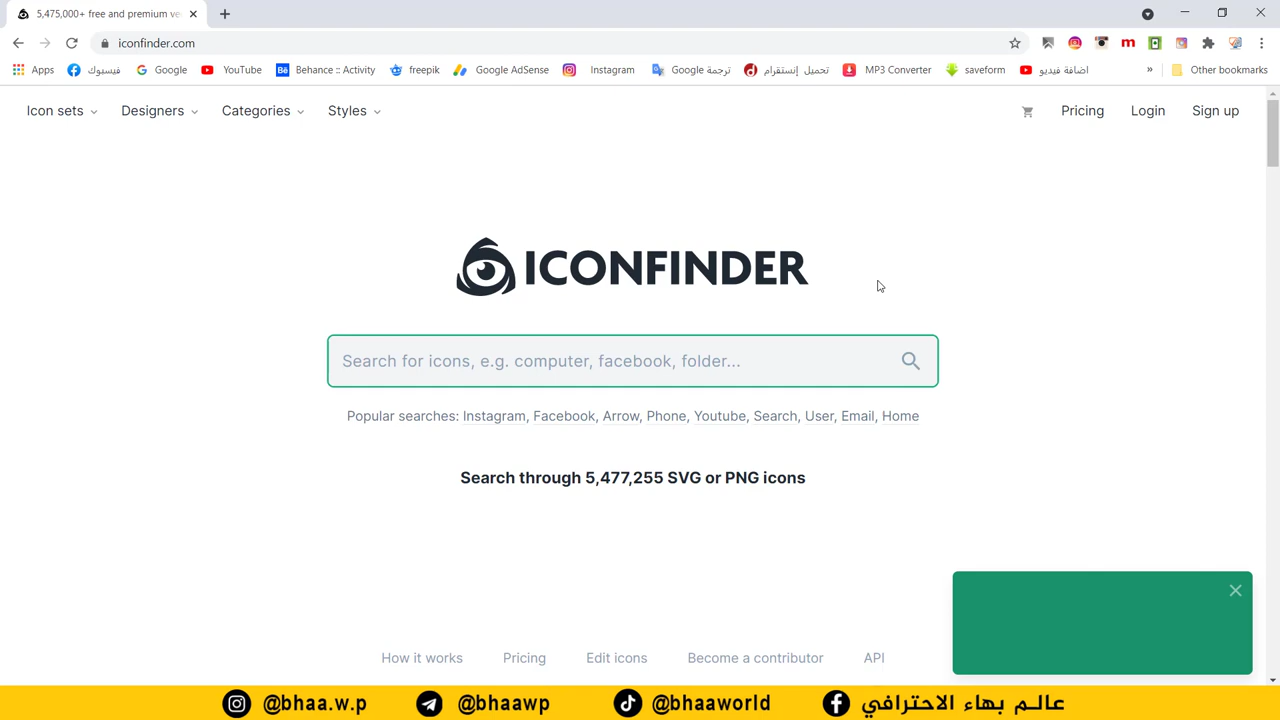 5,475,000+ free and premium ve
iconfinder.com
Apps فيسبوك Google YouTube Behance :: Activity freepik Google AdSense Instagram ترجمة Google تحميل إنستقرام MP3 Converter saveform اضافة فيديو » Other bookmarks
Icon sets Designers Categories Styles Pricing Login Sign up
ICONFINDER
Search for icons, e.g. computer, facebook, folder...
Popular searches: Instagram, Facebook, Arrow, Phone, Youtube, Search, User, Email, Home
Search through 5,477,255 SVG or PNG icons
How it works Pricing Edit icons Become a contributor API
@bhaa.w.p @bhaawp @bhaaworld عالم بهاء الاحترافي